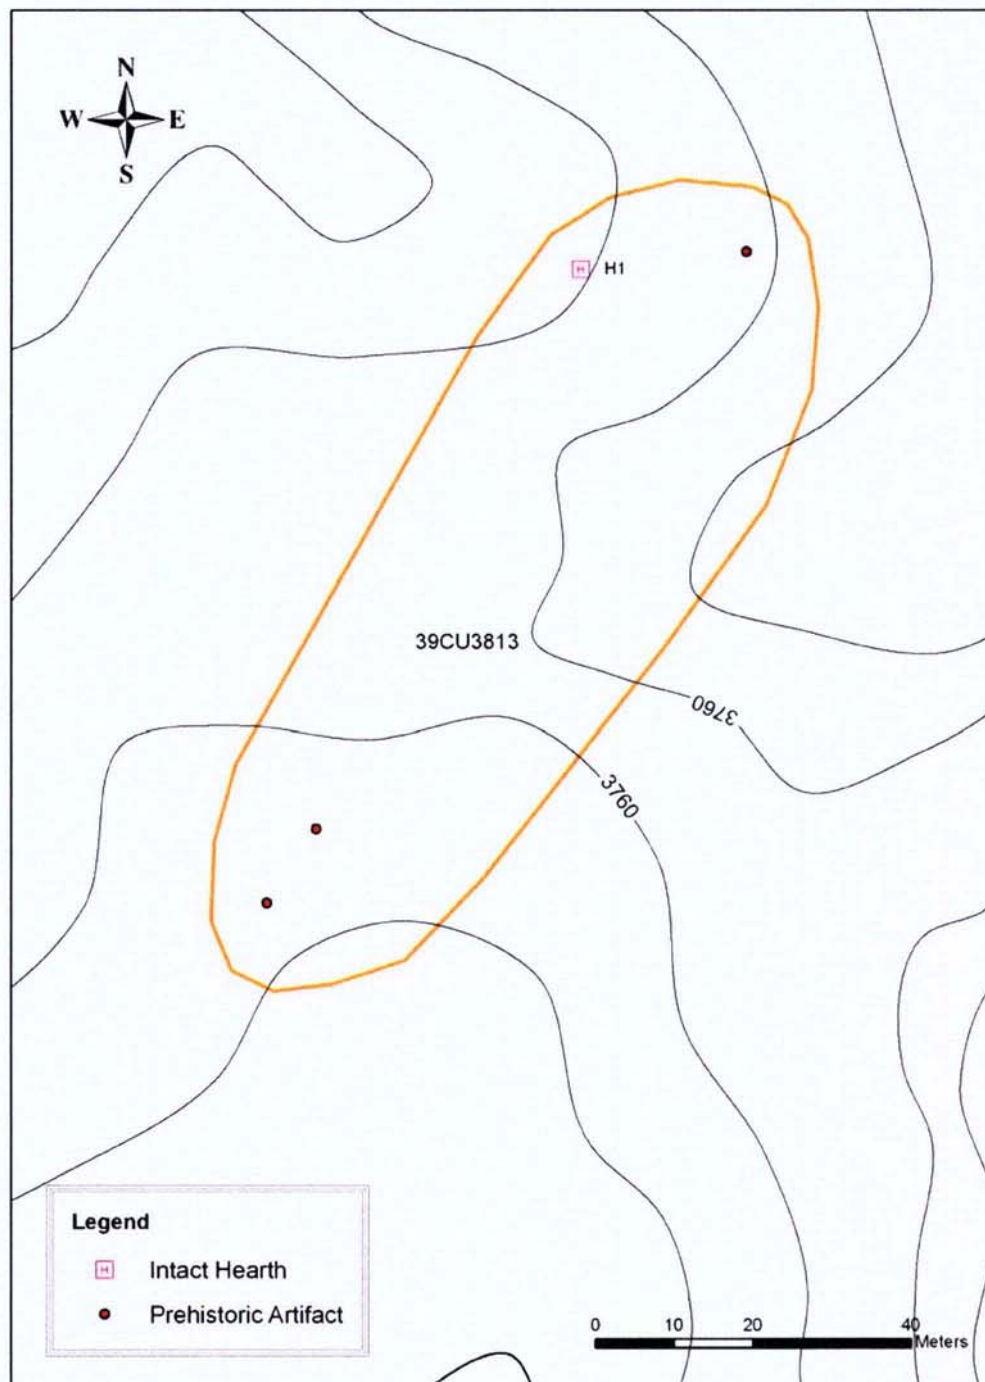 N
W E
S
H H1
39CU3813
3760
3760
Legend
H Intact Hearth
Prehistoric Artifact
0 10 20 40
Meters